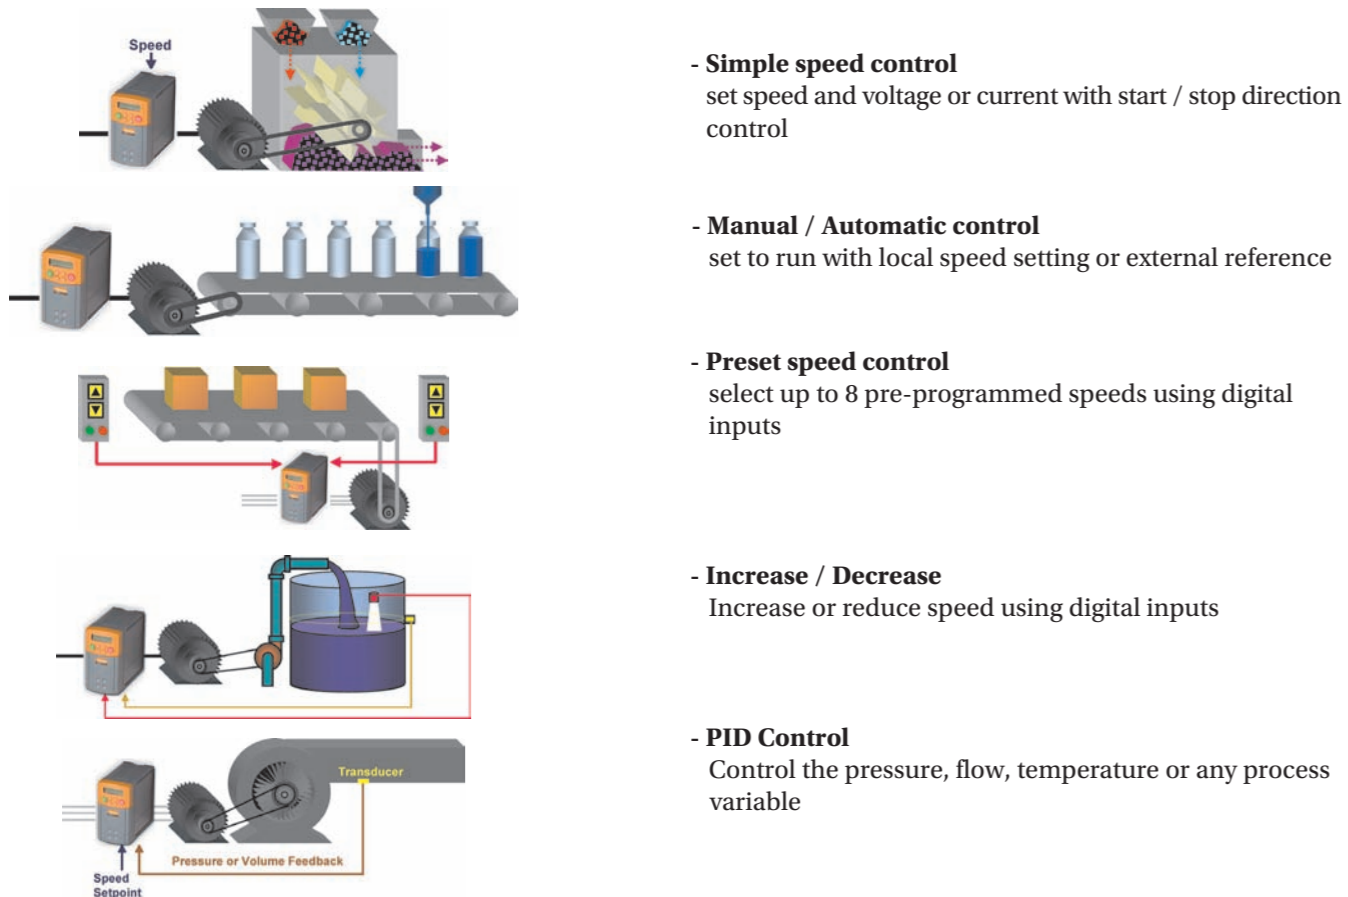 Speed
- Simple speed control
set speed and voltage or current with start / stop direction
control
- Manual / Automatic control
set to run with local speed setting or external reference
- Preset speed control
select up to 8 pre-programmed speeds using digital
inputs
- Increase / Decrease
Increase or reduce speed using digital inputs
- PID Control
Control the pressure, flow, temperature or any process
variable
Transducer
Pressure or Volume Feedback
Speed
Setpoint